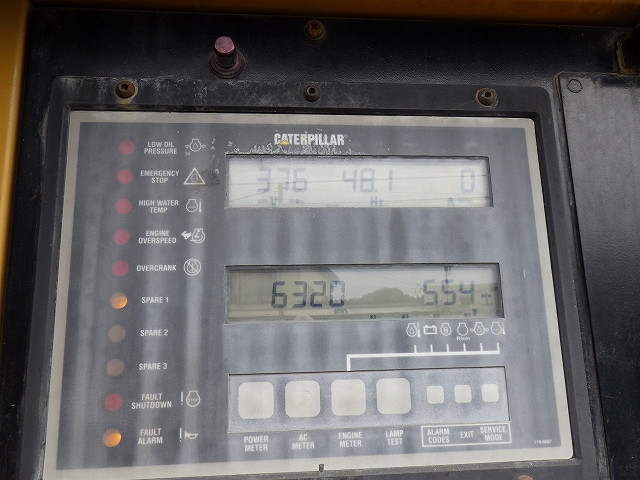 CATERPILLAR
LOW OIL
PRESSURE
EMERGENCY
STOP
HIGH WATER
TEMP
ENGINE
OVERSPEED
OVERCRANK
SPARE 1
SPARE 2
SPARE 3
FAULT
SHUTDOWN
FAULT
ALARM
376 48.1 0
V Hz A
6320 554
R/min
POWER
METER
AC
METER
ENGINE
METER
LAMP
TEST
ALARM
CODES
EXIT
SERVICE
MODE